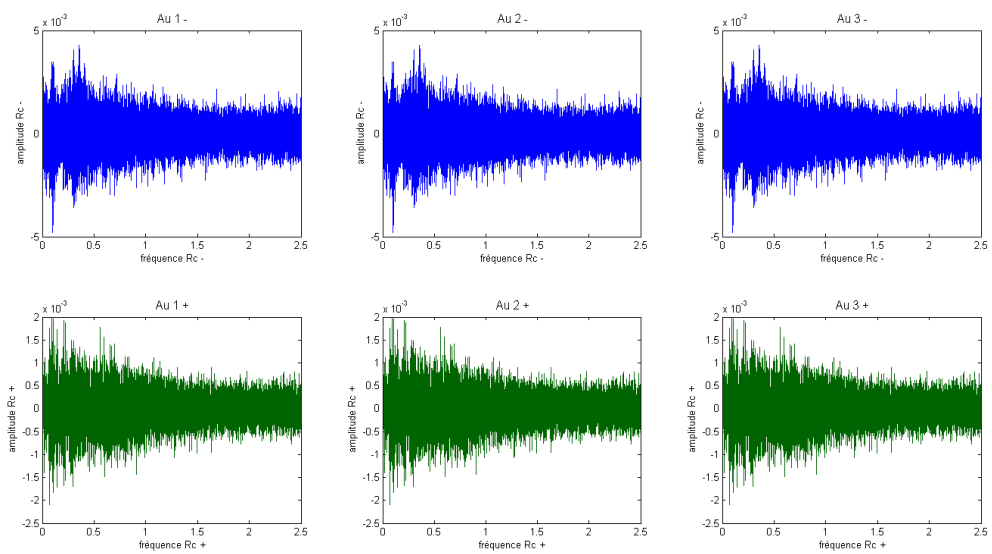 Au 1 -
x 10⁻³
5
0
-5
amplitude Rc -
0 0.5 1 1.5 2 2.5
fréquence Rc -
Au 2 -
x 10⁻³
5
0
-5
amplitude Rc -
0 0.5 1 1.5 2 2.5
fréquence Rc -
Au 3 -
x 10⁻³
5
0
-5
amplitude Rc -
0 0.5 1 1.5 2 2.5
fréquence Rc -
Au 1 +
x 10⁻³
2
1.5
1
0.5
0
-0.5
-1
-1.5
-2
-2.5
amplitude Rc +
0 0.5 1 1.5 2 2.5
fréquence Rc +
Au 2 +
x 10⁻³
2
1.5
1
0.5
0
-0.5
-1
-1.5
-2
-2.5
amplitude Rc +
0 0.5 1 1.5 2 2.5
fréquence Rc +
Au 3 +
x 10⁻³
2
1.5
1
0.5
0
-0.5
-1
-1.5
-2
-2.5
amplitude Rc +
0 0.5 1 1.5 2 2.5
fréquence Rc +